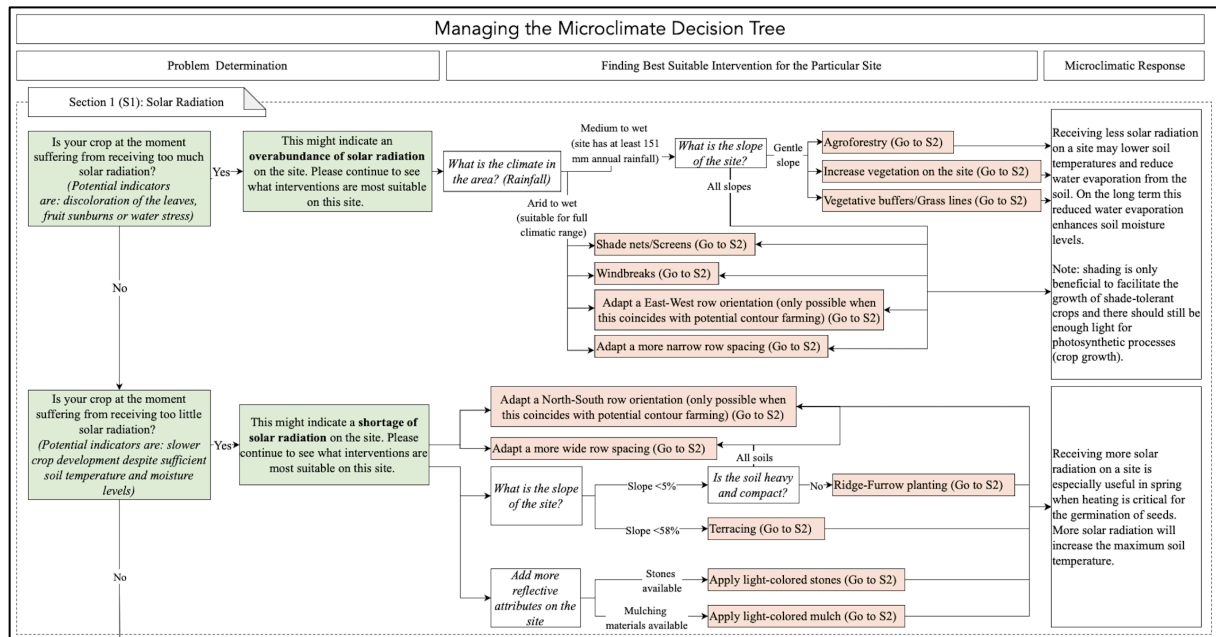 Managing the Microclimate Decision Tree
Problem Determination
Finding Best Suitable Intervention for the Particular Site
Microclimatic Response
Section 1 (S1): Solar Radiation
Is your crop at the moment
suffering from receiving too much
solar radiation?
(Potential indicators
are: discoloration of the leaves,
fruit sunburns or water stress)
Yes
This might indicate an
overabundance of solar radiation
on the site. Please continue to see
what interventions are most suitable
on this site.
What is the climate in
the area? (Rainfall)
Medium to wet
(site has at least 151
mm annual rainfall)
What is the slope
of the site?
Gentle
slope
Agroforestry (Go to S2)
Increase vegetation on the site (Go to S2)
Vegetative buffers/Grass lines (Go to S2)
All slopes
Arid to wet
(suitable for full
climatic range)
Shade nets/Screens (Go to S2)
Windbreaks (Go to S2)
Adapt a East-West row orientation (only possible when
this coincides with potential contour farming) (Go to S2)
Adapt a more narrow row spacing (Go to S2)
Receiving less solar radiation
on a site may lower soil
temperatures and reduce
water evaporation from the
soil. On the long term this
reduced water evaporation
enhances soil moisture
levels.
Note: shading is only
beneficial to facilitate the
growth of shade-tolerant
crops and there should still be
enough light for
photosynthetic processes
(crop growth).
No
Is your crop at the moment
suffering from receiving too little
solar radiation?
(Potential indicators are: slower
crop development despite sufficient
soil temperature and moisture
levels)
Yes
This might indicate a shortage of
solar radiation on the site. Please
continue to see what interventions are
most suitable on this site.
Adapt a North-South row orientation (only possible when
this coincides with potential contour farming) (Go to S2)
Adapt a more wide row spacing (Go to S2)
All soils
What is the slope
of the site?
Slope <5%
Is the soil heavy
and compact?
No
Ridge-Furrow planting (Go to S2)
Slope <58%
Terracing (Go to S2)
Add more
reflective
attributes on the
site
Stones
available
Apply light-colored stones (Go to S2)
Mulching
materials available
Apply light-colored mulch (Go to S2)
Receiving more solar
radiation on a site is
especially useful in spring
when heating is critical for
the germination of seeds.
More solar radiation will
increase the maximum soil
temperature.
No